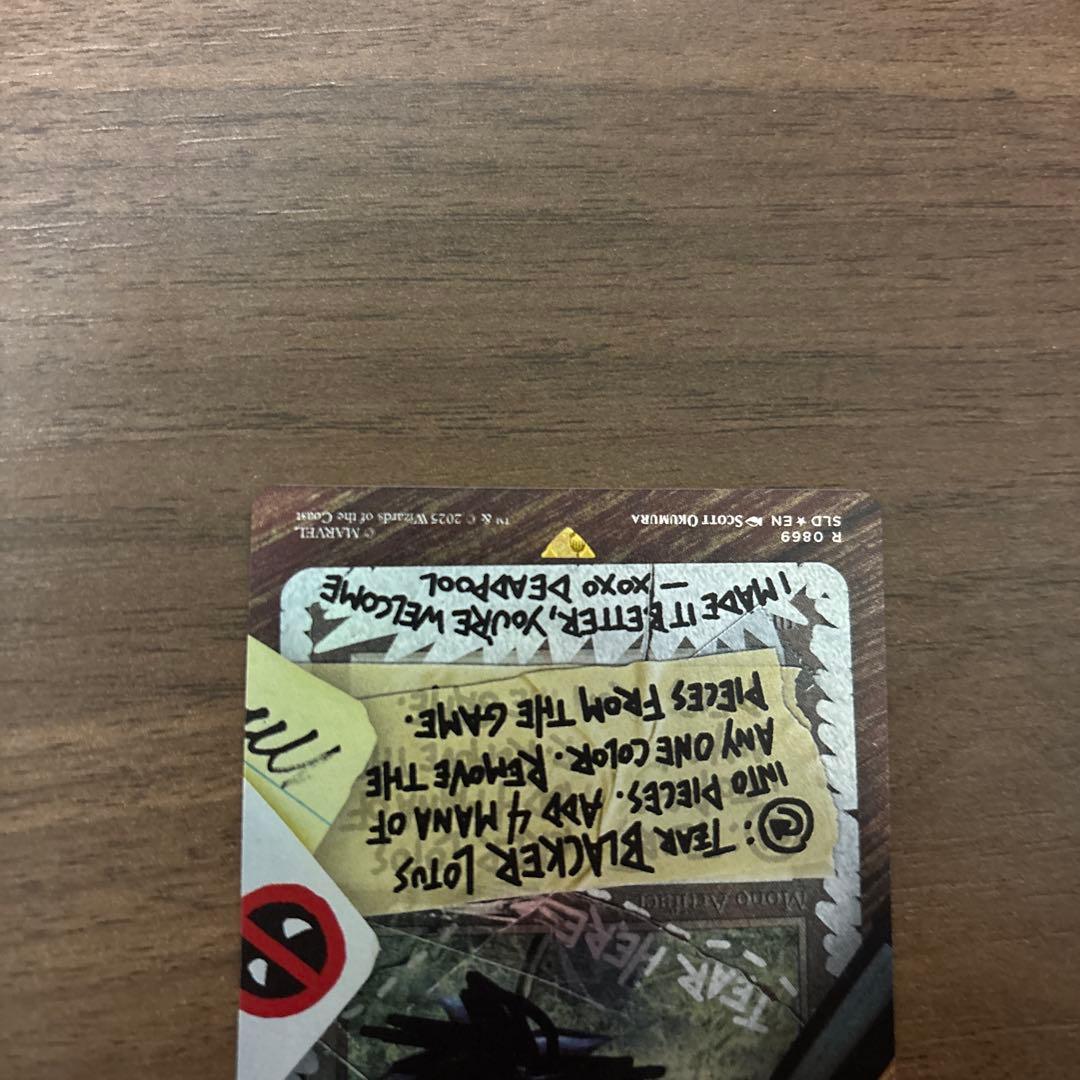 TEAR HERE
Mono Artifact
: TEAR BLACKER LOTUS
INTO PIECES. ADD 4 MANA OF
ANY ONE COLOR. REMOVE THE
PIECES FROM THE GAME.
I MADE IT BETTER, YOU'RE WELCOME
— XOXO DEADPOOL
R 0869
SLD ★ EN SCOTT OKUMURA
© MARVEL
™ & © 2025 Wizards of the Coast